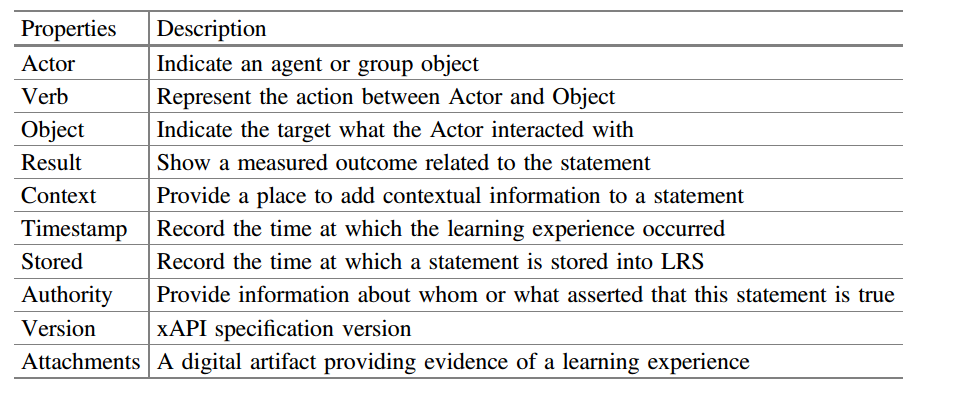 Properties Description
Actor Indicate an agent or group object
Verb Represent the action between Actor and Object
Object Indicate the target what the Actor interacted with
Result Show a measured outcome related to the statement
Context Provide a place to add contextual information to a statement
Timestamp Record the time at which the learning experience occurred
Stored Record the time at which a statement is stored into LRS
Authority Provide information about whom or what asserted that this statement is true
Version xAPI specification version
Attachments A digital artifact providing evidence of a learning experience